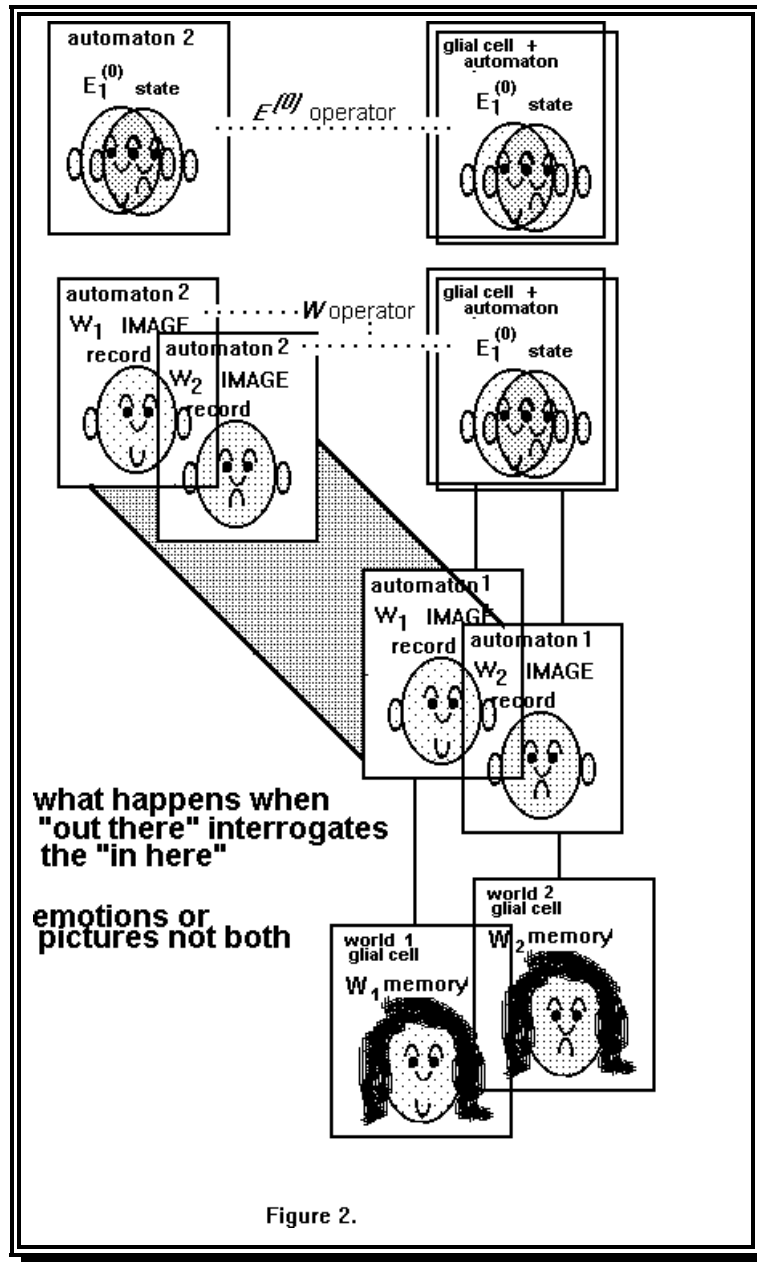 automaton 2
E1(0) state
E(0) operator
glial cell +
automaton
E1(0) state
automaton 2
W1 IMAGE
record
automaton 2
W2 IMAGE
record
W operator
glial cell +
automaton
E1(0) state
automaton 1
W1 IMAGE
record
automaton 1
W2 IMAGE
record
what happens when
"out there" interrogates
the "in here"
emotions or
pictures not both
world 2
glial cell
W2 memory
world 1
glial cell
W1 memory
Figure 2.